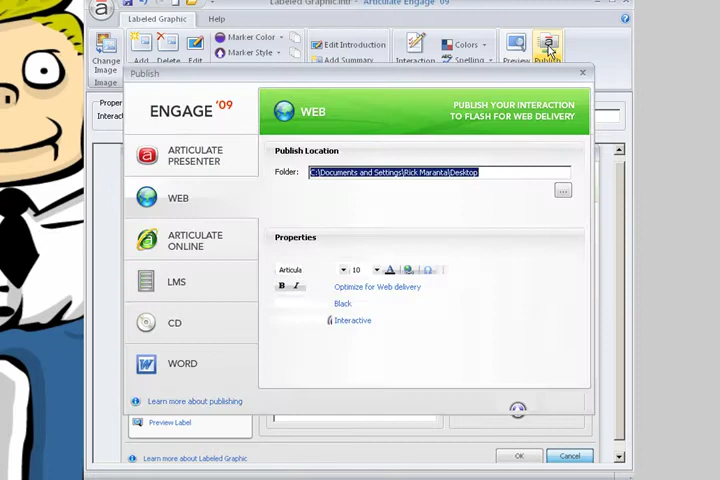 Labeled Graphic.intr - Articulate Engage '09
Labeled Graphic Help
Change
Image
Add Delete Edit
Marker Color
Marker Style
Edit Introduction
Add Summary
Interaction
Colors
Spelling
Preview Publish
Image
Publish
Proper
Interac
ENGAGE '09
WEB
PUBLISH YOUR INTERACTION
TO FLASH FOR WEB DELIVERY
ARTICULATE
PRESENTER
WEB
ARTICULATE
ONLINE
LMS
CD
WORD
Publish Location
Folder: C:\Documents and Settings\Rick Maranta\Desktop
...
Properties
Articula 10
B I
Optimize for Web delivery
Black
Interactive
Learn more about publishing
Preview Label
Learn more about Labeled Graphic
OK Cancel